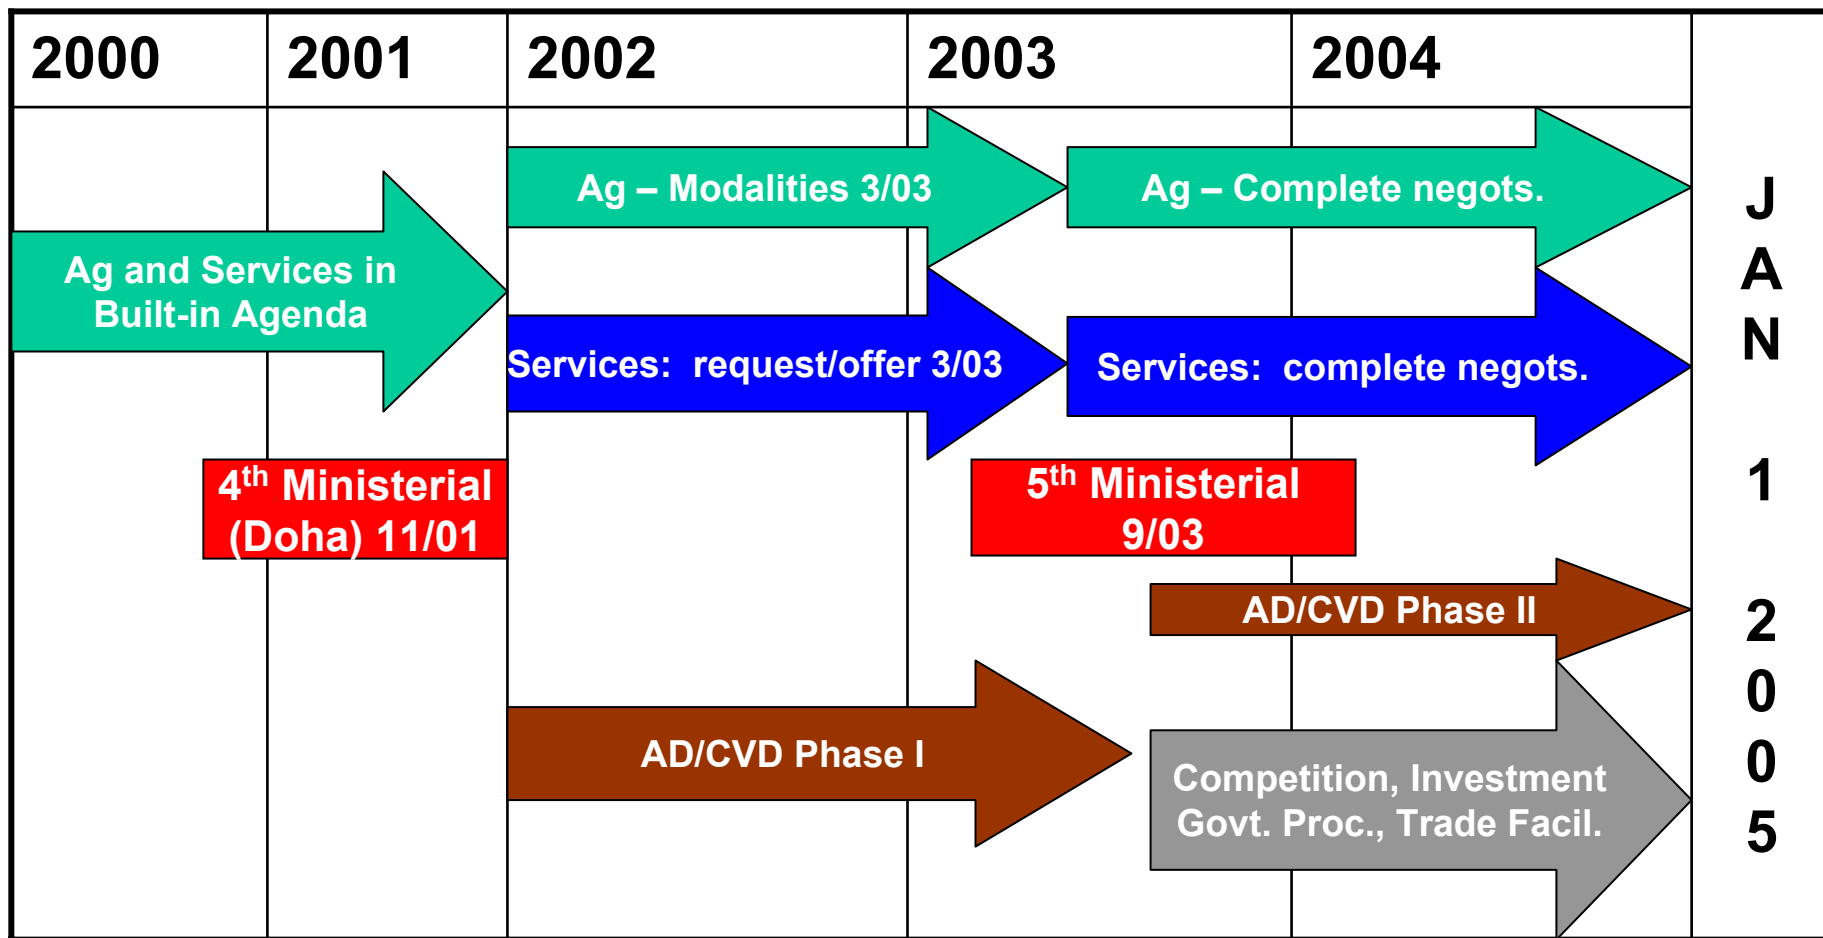 2000 2001 2002 2003 2004
Ag – Modalities 3/03
Ag – Complete negots.
Ag and Services in
Built-in Agenda
Services:  request/offer 3/03
Services:  complete negots.
4th Ministerial
(Doha) 11/01
5th Ministerial
9/03
AD/CVD Phase II
AD/CVD Phase I
Competition, Investment
Govt. Proc., Trade Facil.
J
A
N
1
2
0
0
5